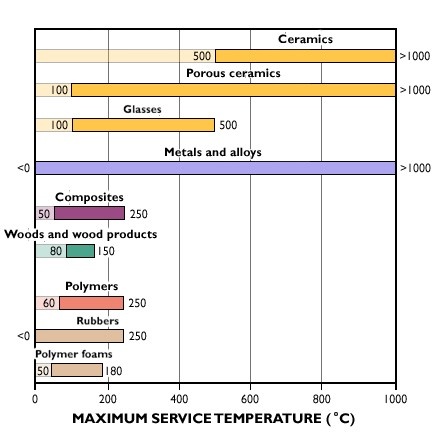 Ceramics
500 >1000
Porous ceramics
100 >1000
Glasses
100 500
Metals and alloys
<0 >1000
Composites
50 250
Woods and wood products
80 150
Polymers
60 250
Rubbers
<0 250
Polymer foams
50 180
0 200 400 600 800 1000
MAXIMUM SERVICE TEMPERATURE (°C)